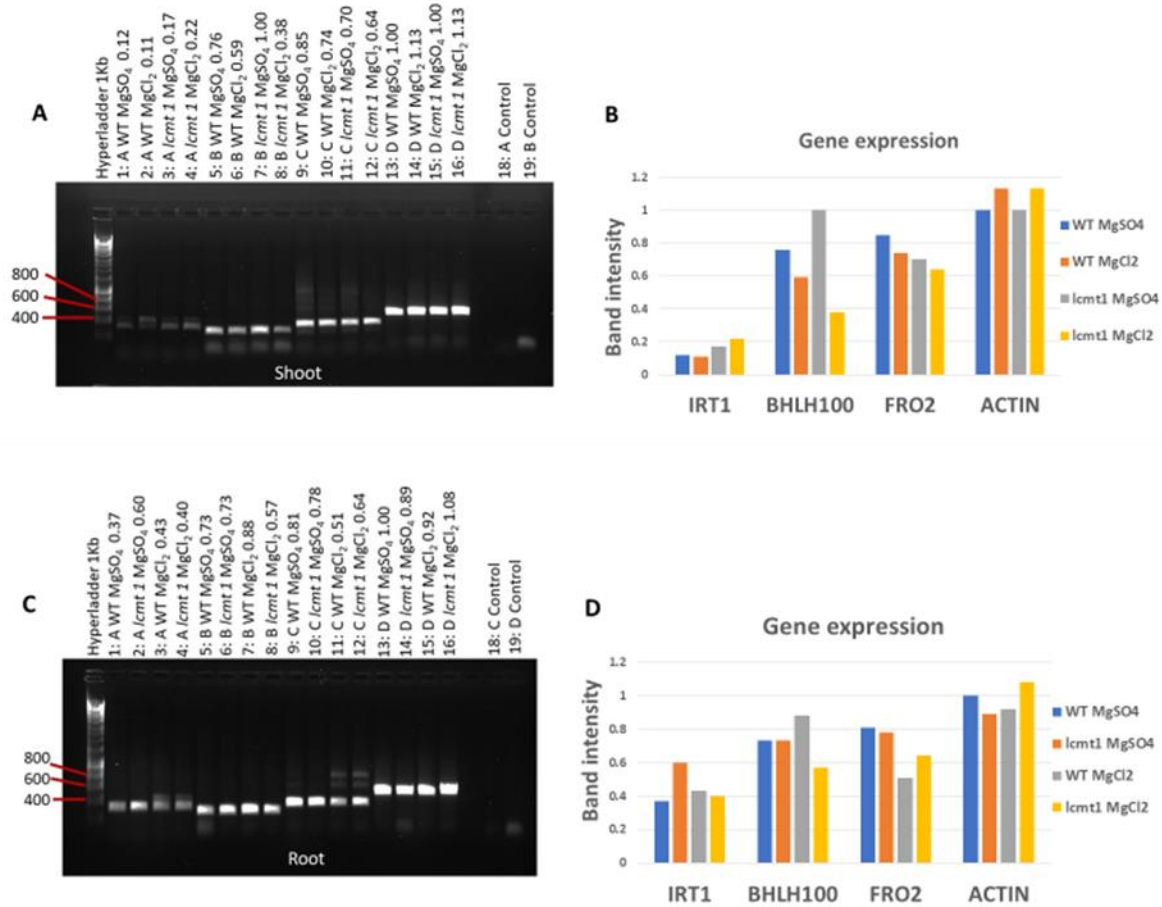 A
Hyperladder 1Kb
1: A WT MgSO₄ 0.12
2: A WT MgCl₂ 0.11
3: A lcmt 1 MgSO₄ 0.17
4: A lcmt 1 MgCl₂ 0.22
5: B WT MgSO₄ 0.76
6: B WT MgCl₂ 0.59
7: B lcmt 1 MgSO₄ 1.00
8: B lcmt 1 MgCl₂ 0.38
9: C WT MgSO₄ 0.85
10: C WT MgCl₂ 0.74
11: C lcmt 1 MgSO₄ 0.70
12: C lcmt 1 MgCl₂ 0.64
13: D WT MgSO₄ 1.00
14: D WT MgCl₂ 1.13
15: D lcmt 1 MgSO₄ 1.00
16: D lcmt 1 MgCl₂ 1.13
18: A Control
19: B Control
800
600
400
Shoot
B
Gene expression
Band intensity
1.2
1
0.8
0.6
0.4
0.2
0
IRT1 BHLH100 FRO2 ACTIN
WT MgSO4
WT MgCl2
lcmt1 MgSO4
lcmt1 MgCl2
C
Hyperladder 1Kb
1: A WT MgSO₄ 0.37
2: A lcmt 1 MgSO₄ 0.60
3: A WT MgCl₂ 0.43
4: A lcmt 1 MgCl₂ 0.40
5: B WT MgSO₄ 0.73
6: B lcmt 1 MgSO₄ 0.73
7: B WT MgCl₂ 0.88
8: B lcmt 1 MgCl₂ 0.57
9: C WT MgSO₄ 0.81
10: C lcmt 1 MgSO₄ 0.78
11: C WT MgCl₂ 0.51
12: C lcmt 1 MgCl₂ 0.64
13: D WT MgSO₄ 1.00
14: D lcmt 1 MgSO₄ 0.89
15: D WT MgCl₂ 0.92
16: D lcmt 1 MgCl₂ 1.08
18: C Control
19: D Control
800
600
400
Root
D
Gene expression
Band intensity
1.2
1
0.8
0.6
0.4
0.2
0
IRT1 BHLH100 FRO2 ACTIN
WT MgSO4
lcmt1 MgSO4
WT MgCl2
lcmt1 MgCl2